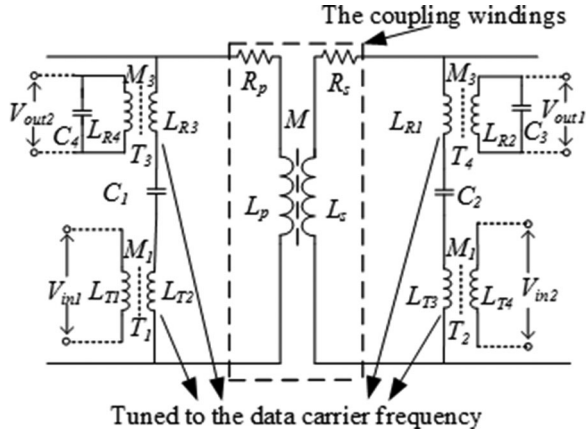 The coupling windings
R_p R_s
M_3 M M_3
V_out2 C_4 L_R4 L_R3 L_R1 L_R2 C_3 V_out1
T_3 T_4
C_1 L_p L_s C_2
M_1 M_1
V_in1 L_T1 L_T2 L_T3 L_T4 V_in2
T_1 T_2
Tuned to the data carrier frequency